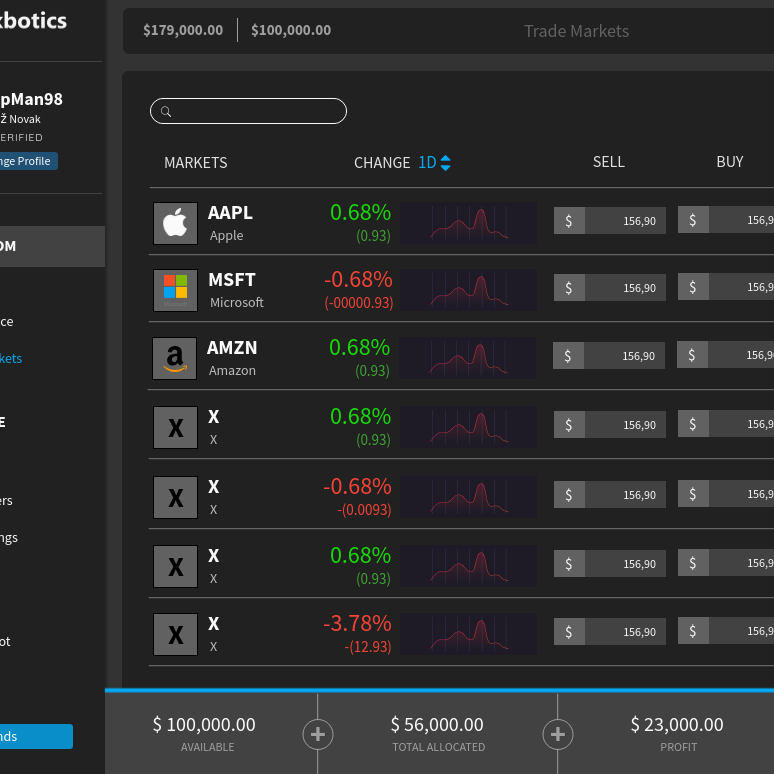 xbotics
$179,000.00 $100,000.00 Trade Markets
pMan98
ž Novak
ERIFIED
nge Profile
MARKETS CHANGE 1D SELL BUY
AAPL 0.68% $ 156,90 $ 156,9
Apple (0.93)
OM
MSFT -0.68% $ 156,90 $ 156,9
Microsoft (-00000.93)
ce
kets
AMZN 0.68% $ 156,90 $ 156,9
Amazon (0.93)
E
X X 0.68% $ 156,90 $ 156,9
X (0.93)
ers
X X -0.68% $ 156,90 $ 156,9
X -(0.0093)
ngs
X X 0.68% $ 156,90 $ 156,9
X (0.93)
ot
X X -3.78% $ 156,90 $ 156,9
X -(12.93)
nds
$ 100,000.00 + $ 56,000.00 + $ 23,000.00
AVAILABLE TOTAL ALLOCATED PROFIT